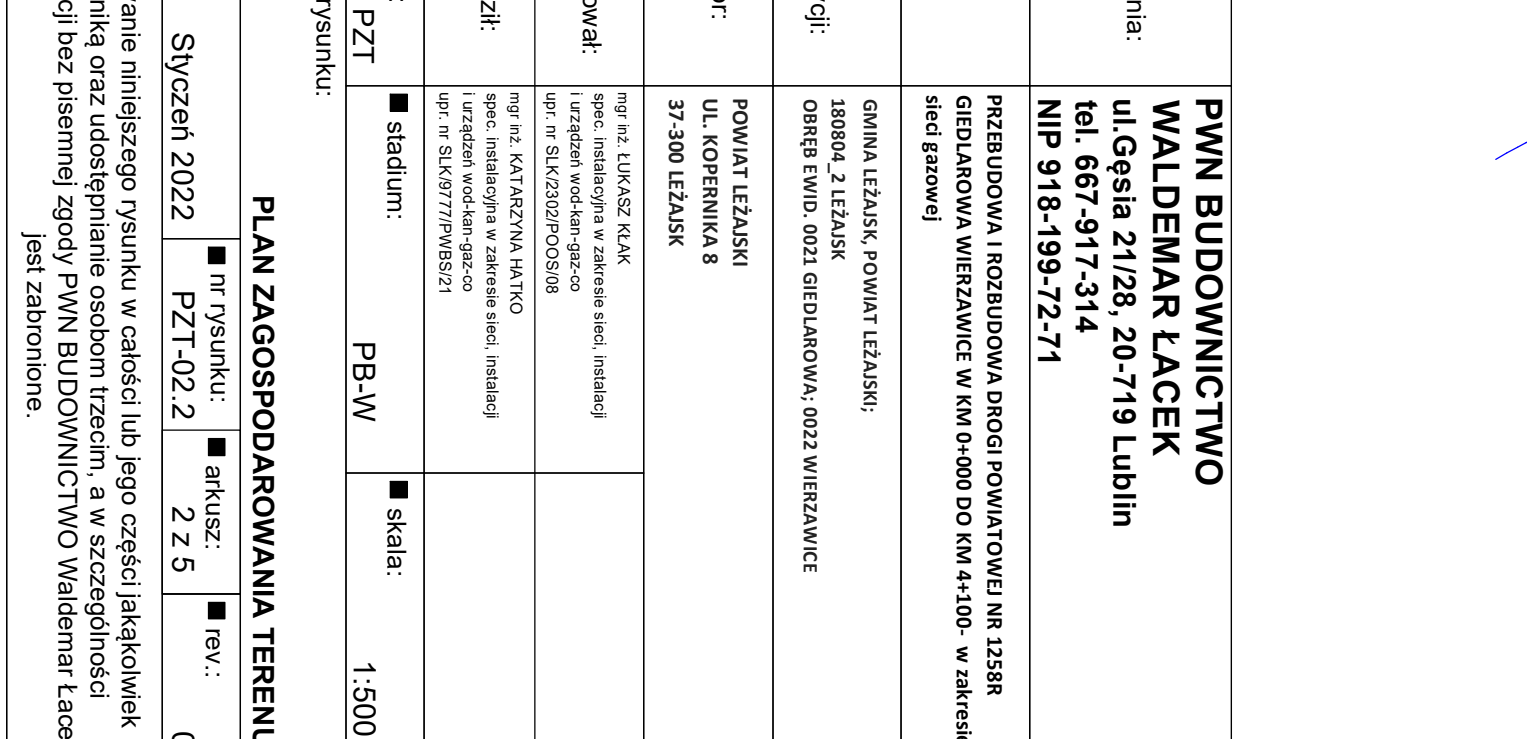 nia:
PWN BUDOWNICTWO
WALDEMAR ŁACEK
ul.Gęsia 21/28, 20-719 Lublin
tel. 667-917-314
NIP 918-199-72-71
PRZEBUDOWA I ROZBUDOWA DROGI POWIATOWEJ NR 1258R
GIEDLAROWA WIERZAWICE W KM 0+000 DO KM 4+100- w zakresie
sieci gazowej
cji:
GMINA LEŻAJSK, POWIAT LEŻAJSKI;
180804_2 LEŻAJSK
OBRĘB EWID. 0021 GIEDLAROWA; 0022 WIERZAWICE
or:
POWIAT LEŻAJSKI
UL. KOPERNIKA 8
37-300 LEŻAJSK
ował:
mgr inż. ŁUKASZ KŁAK
spec. instalacyjna w zakresie sieci, instalacji
i urządzeń wod-kan-gaz-co
upr. nr SLK/2302/POOS/08
ził:
mgr inż. KATARZYNA HATKO
spec. instalacyjna w zakresie sieci, instalacji
i urządzeń wod-kan-gaz-co
upr. nr SLK/9777/PWBS/21
: ■ stadium: ■ skala:
PZT PB-W 1:500
rysunku:
PLAN ZAGOSPODAROWANIA TERENU
■ nr rysunku: ■ arkusz: ■ rev.:
Styczeń 2022 PZT-02.2 2 z 5
anie niniejszego rysunku w całości lub jego części jakąkolwiek
niką oraz udostępnianie osobom trzecim, a w szczególności
cji bez pisemnej zgody PWN BUDOWNICTWO Waldemar Łace
jest zabronione.